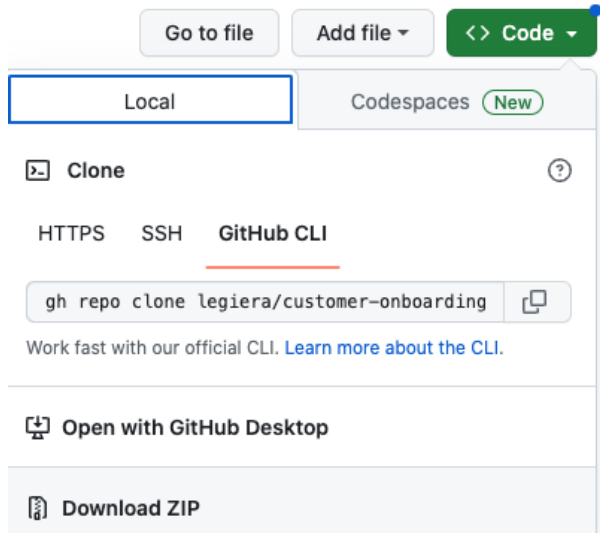 Go to file Add file <> Code
Local Codespaces New
Clone
HTTPS SSH GitHub CLI
gh repo clone legiera/customer-onboarding
Work fast with our official CLI. Learn more about the CLI.
Open with GitHub Desktop
Download ZIP